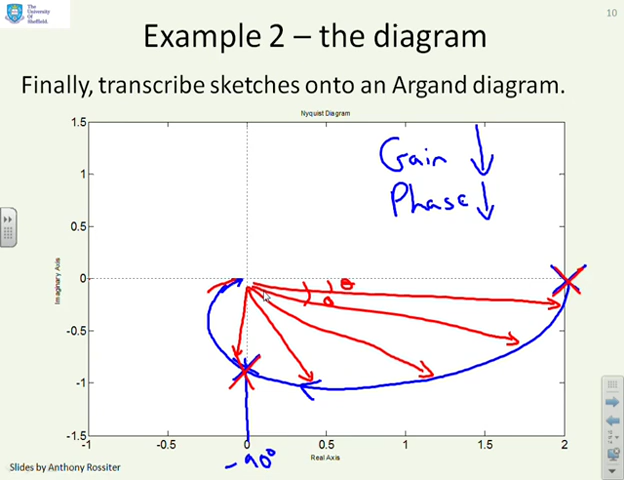 The
University
Of
Sheffield.
10
Example 2 – the diagram
Finally, transcribe sketches onto an Argand diagram.
Nyquist Diagram
1.5
1
0.5
0
-0.5
-1
-1.5
Imaginary Axis
Gain ↓
Phase ↓
θ
-1
-0.5
0
0.5
1
1.5
2
-90°
Real Axis
Slides by Anthony Rossiter